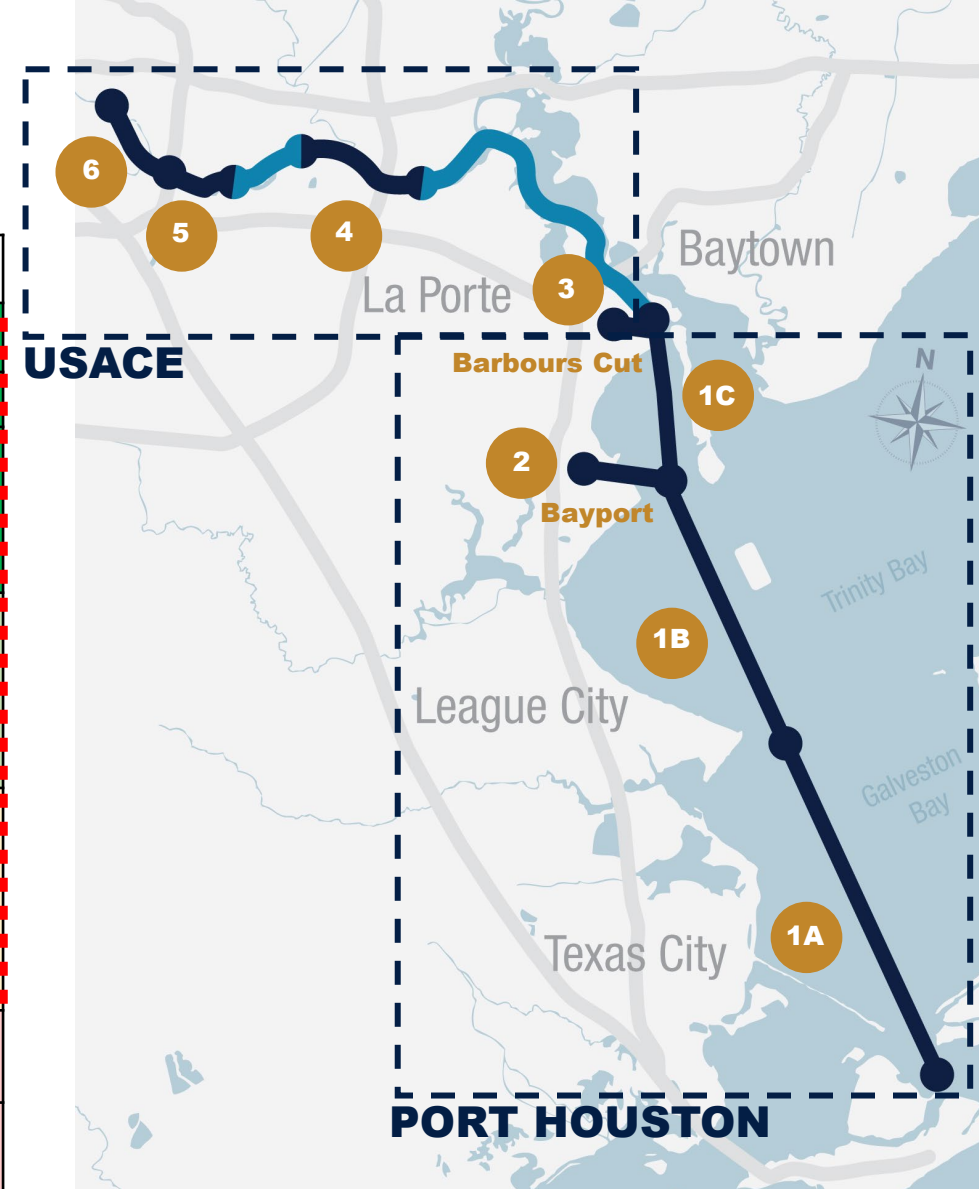 6
5
4
Baytown
La Porte
3
USACE
Barbours Cut
N
1C
2
Bayport
Trinity Bay
1B
League City
Galveston
Bay
1A
Texas City
PORT HOUSTON